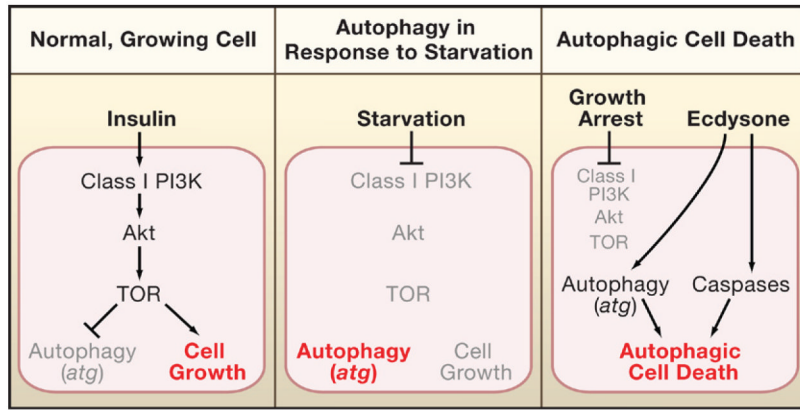 Normal, Growing Cell
Autophagy in
Response to Starvation
Autophagic Cell Death
Insulin
Class I PI3K
Akt
TOR
Autophagy
(atg)
Cell
Growth
Starvation
Class I PI3K
Akt
TOR
Autophagy
(atg)
Cell
Growth
Growth
Arrest
Ecdysone
Class I
PI3K
Akt
TOR
Autophagy
(atg)
Caspases
Autophagic
Cell Death